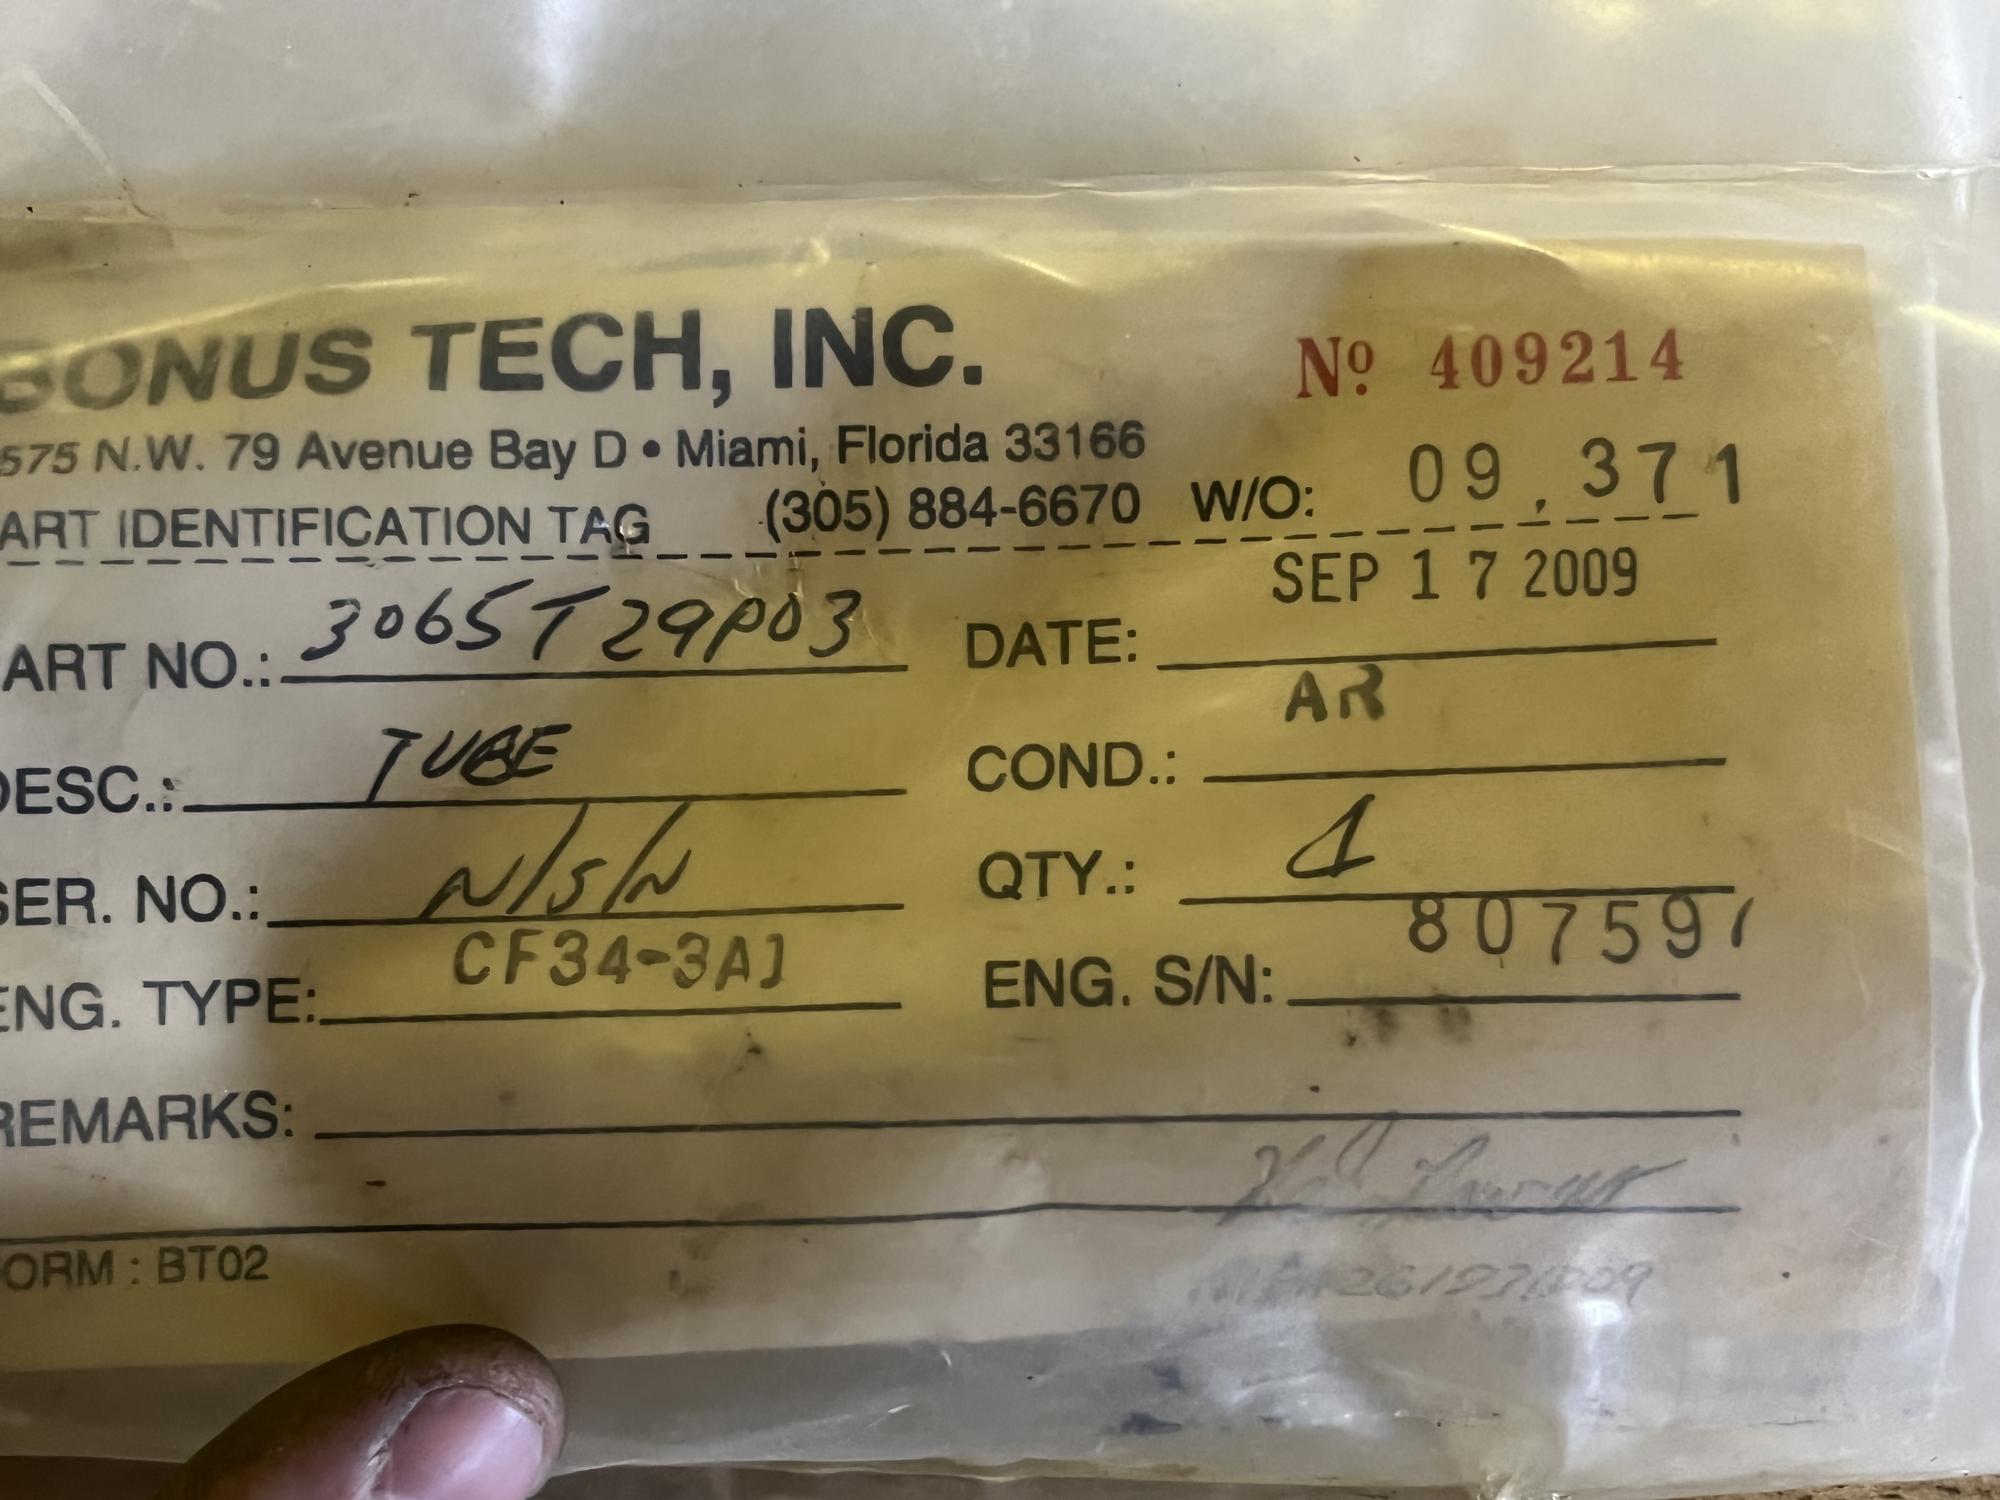 BONUS TECH, INC. Nº 409214
575 N.W. 79 Avenue Bay D • Miami, Florida 33166
ART IDENTIFICATION TAG (305) 884-6670 W/O: 09.371
ART NO.: 3065T29P03 DATE: SEP 17 2009
DESC.: TUBE COND.: AR
SER. NO.: N/S/N QTY.: 1
ENG. TYPE: CF34-3A1 ENG. S/N: 807591
REMARKS:
ORM : BT02